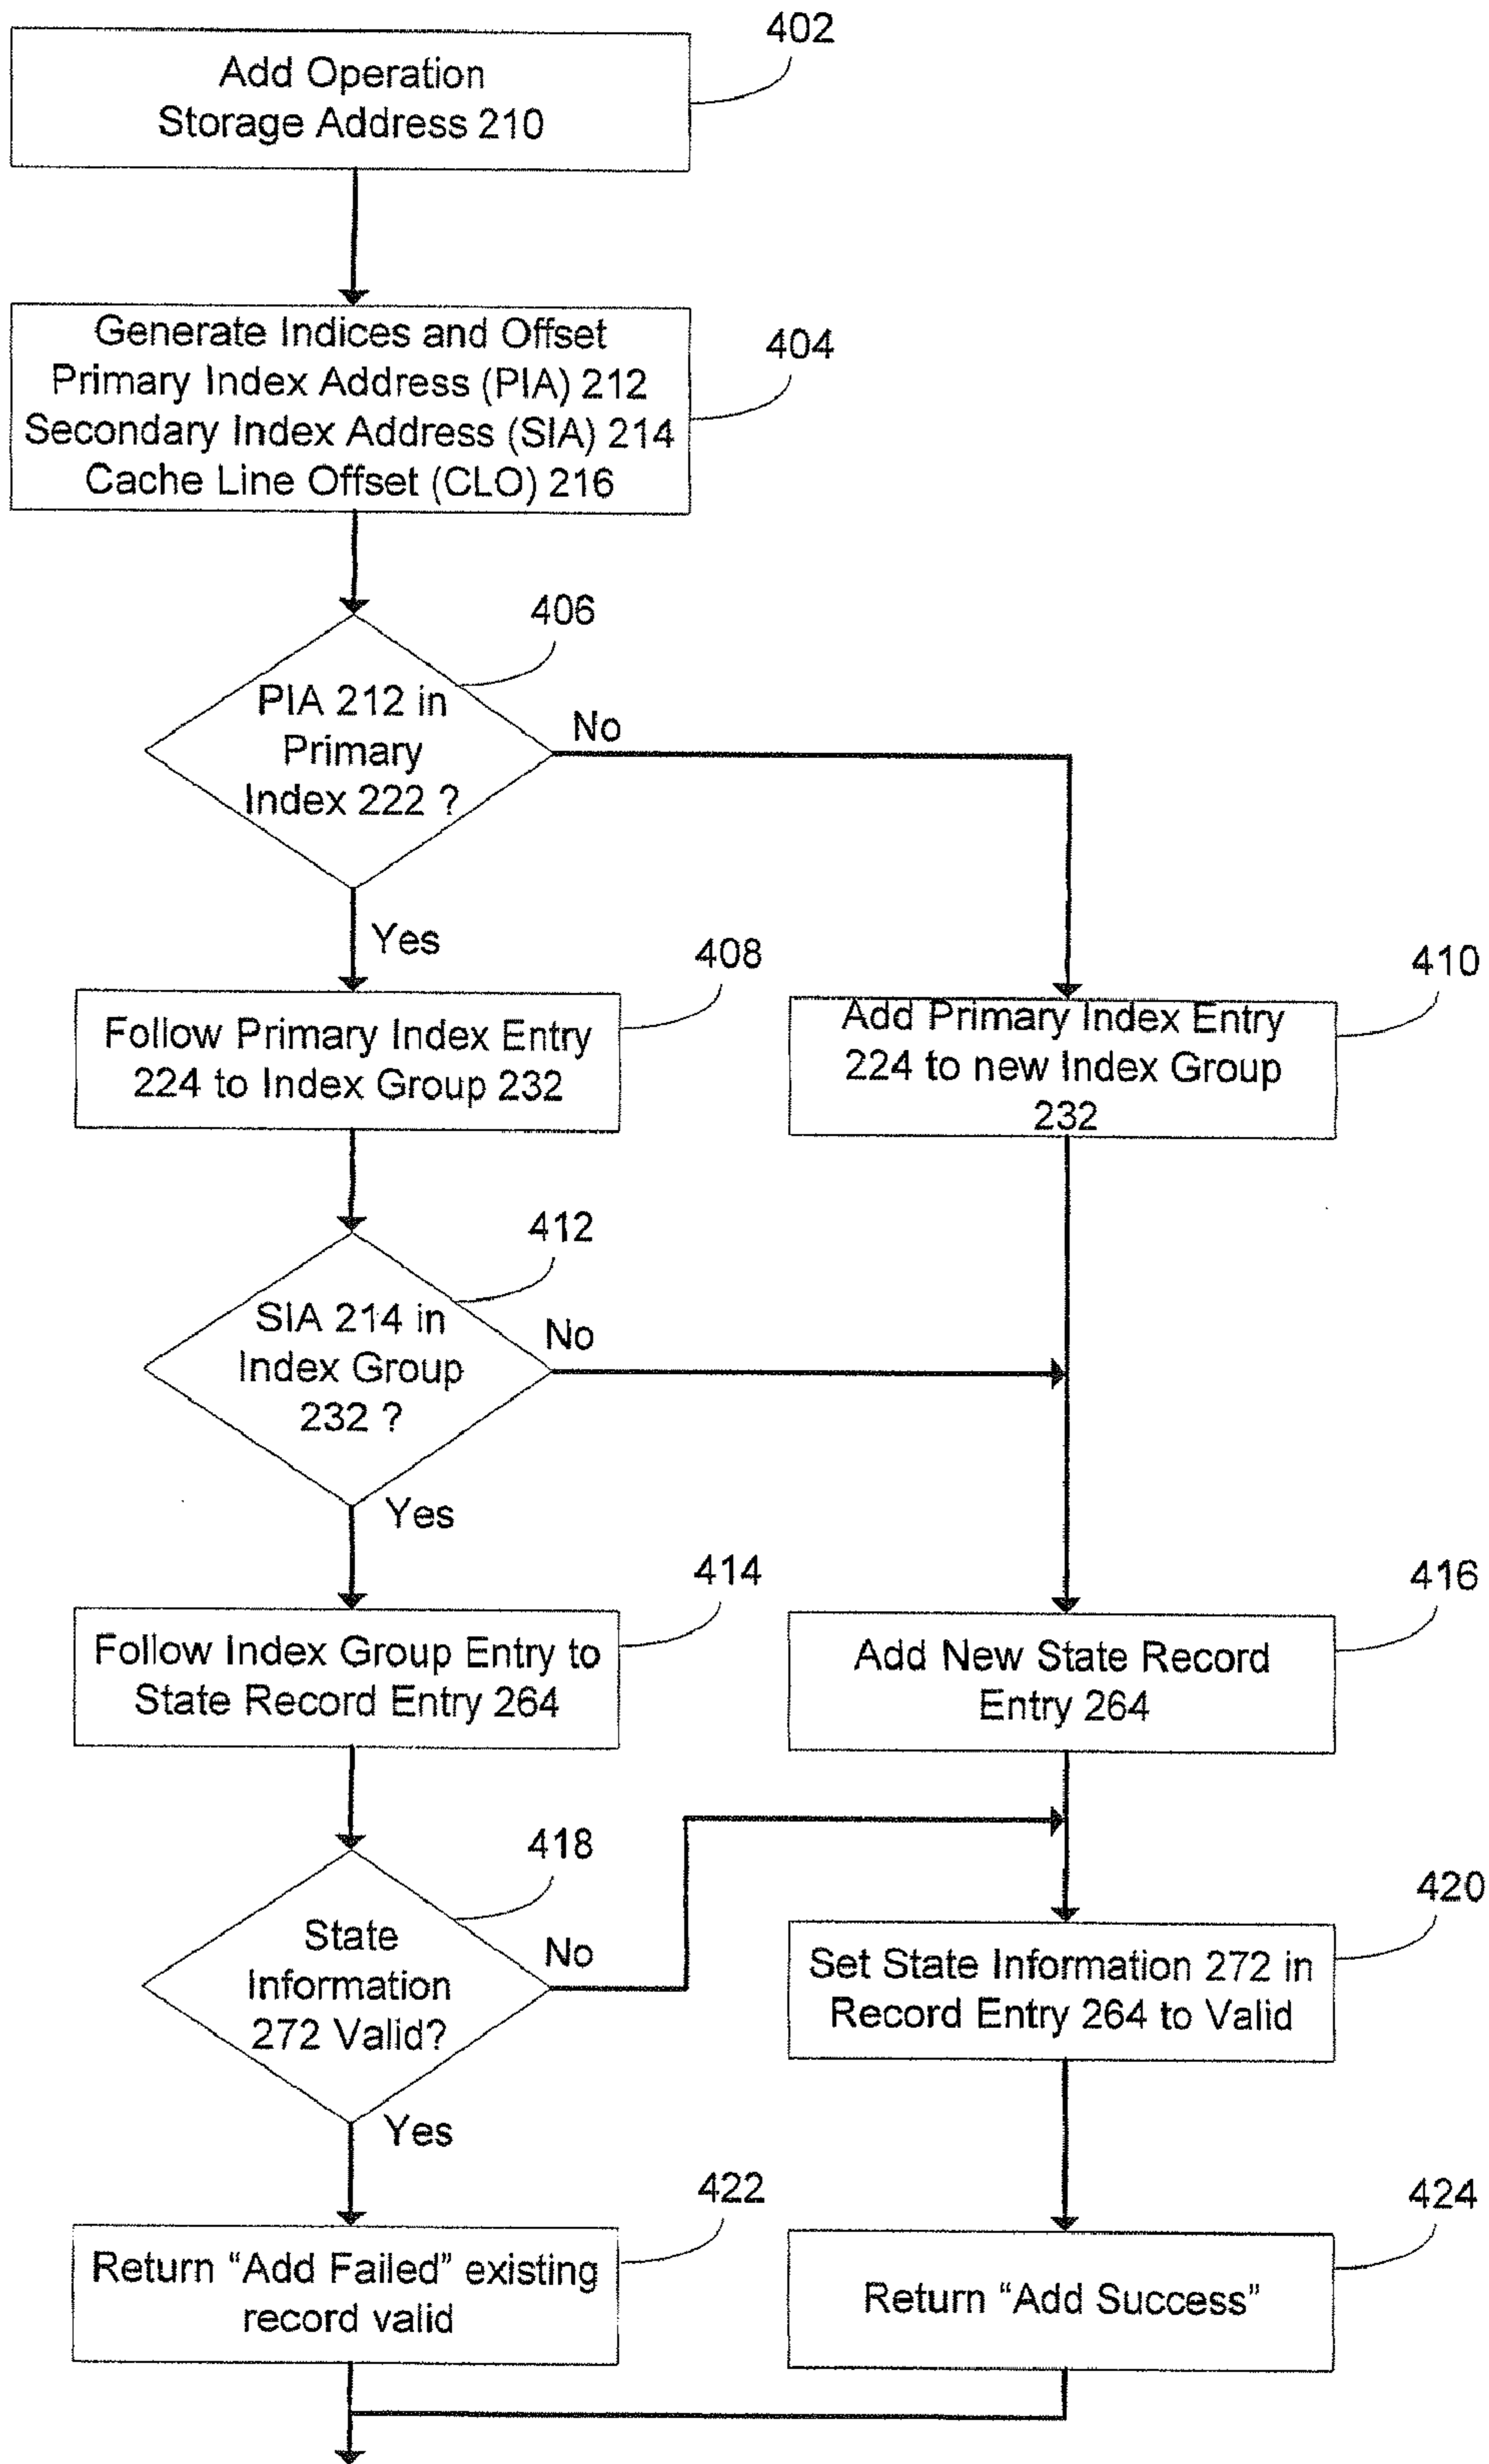 402
Add Operation
Storage Address 210
404
Generate Indices and Offset
Primary Index Address (PIA) 212
Secondary Index Address (SIA) 214
Cache Line Offset (CLO) 216
406
PIA 212 in
Primary
Index 222 ?
No
Yes
408
Follow Primary Index Entry
224 to Index Group 232
410
Add Primary Index Entry
224 to new Index Group
232
412
SIA 214 in
Index Group
232 ?
No
Yes
414
Follow Index Group Entry to
State Record Entry 264
416
Add New State Record
Entry 264
418
State
Information
272 Valid?
No
Yes
420
Set State Information 272 in
Record Entry 264 to Valid
422
Return “Add Failed” existing
record valid
424
Return “Add Success”